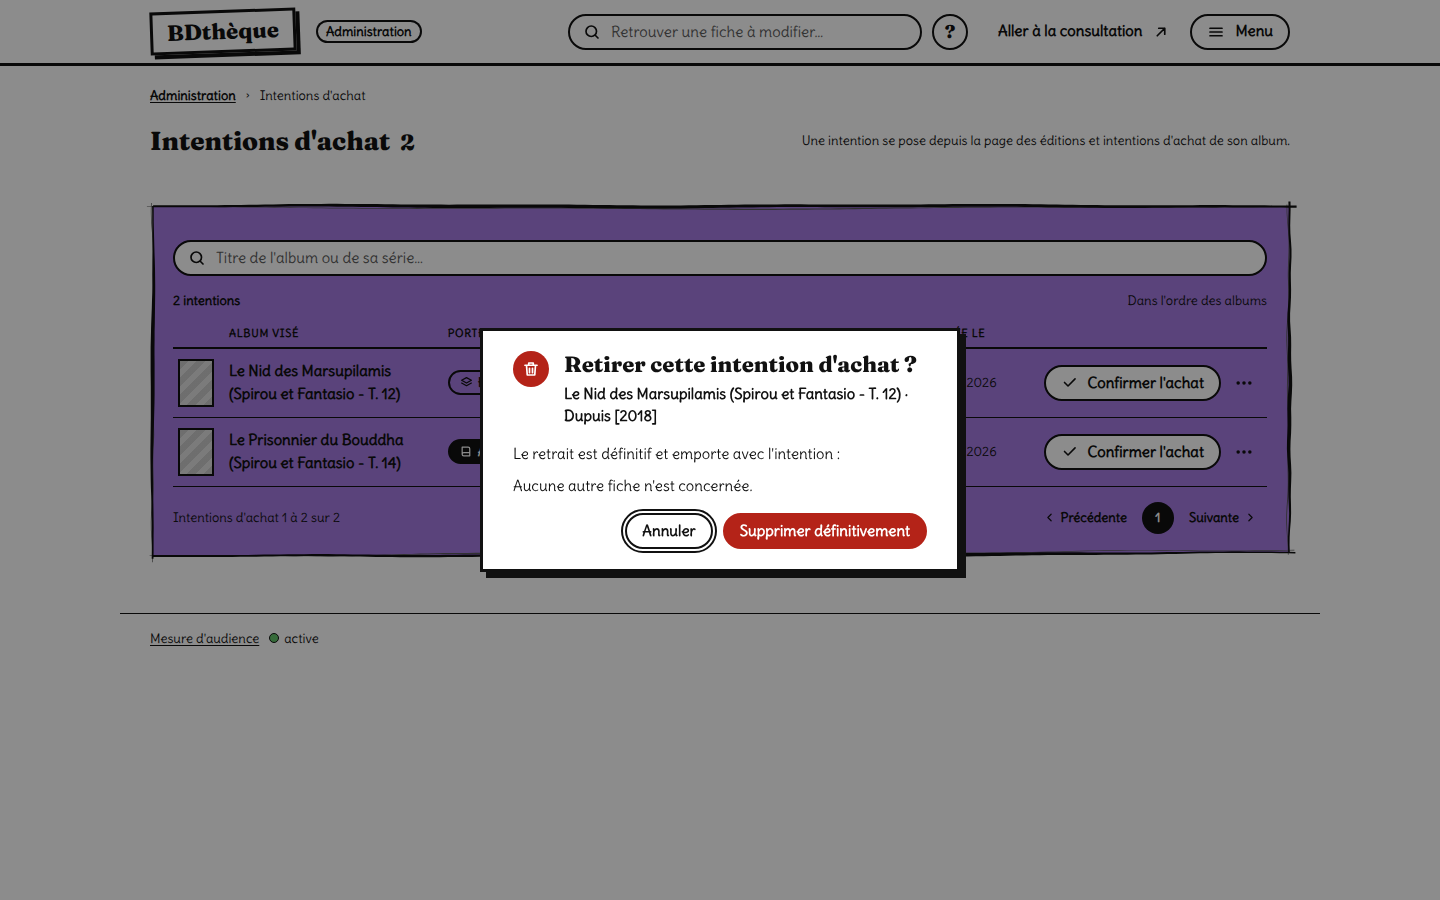 BDthèque
Administration
Retrouver une fiche à modifier...
?
Aller à la consultation
Menu
Administration › Intentions d'achat
Intentions d'achat 2
Une intention se pose depuis la page des éditions et intentions d'achat de son album.
Titre de l'album ou de sa série...
2 intentions
Dans l'ordre des albums
ALBUM VISÉ
LE
Le Nid des Marsupilamis
(Spirou et Fantasio - T. 12)
2026
Confirmer l'achat
Le Prisonnier du Bouddha
(Spirou et Fantasio - T. 14)
2026
Confirmer l'achat
Intentions d'achat 1 à 2 sur 2
Précédente
1
Suivante
Retirer cette intention d'achat ?
Le Nid des Marsupilamis (Spirou et Fantasio - T. 12) ·
Dupuis [2018]
Le retrait est définitif et emporte avec l'intention :
Aucune autre fiche n'est concernée.
Annuler
Supprimer définitivement
Mesure d'audience
active